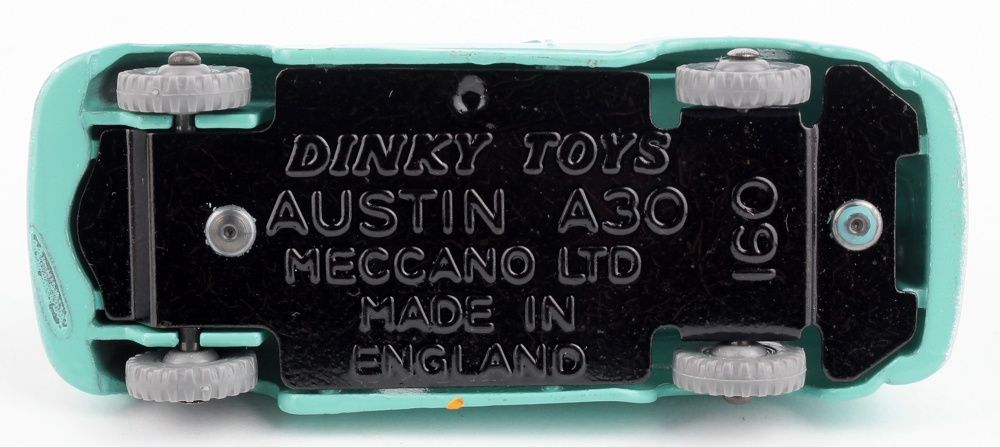 DINKY TOYS
AUSTIN A30
MECCANO LTD
MADE IN
ENGLAND
160